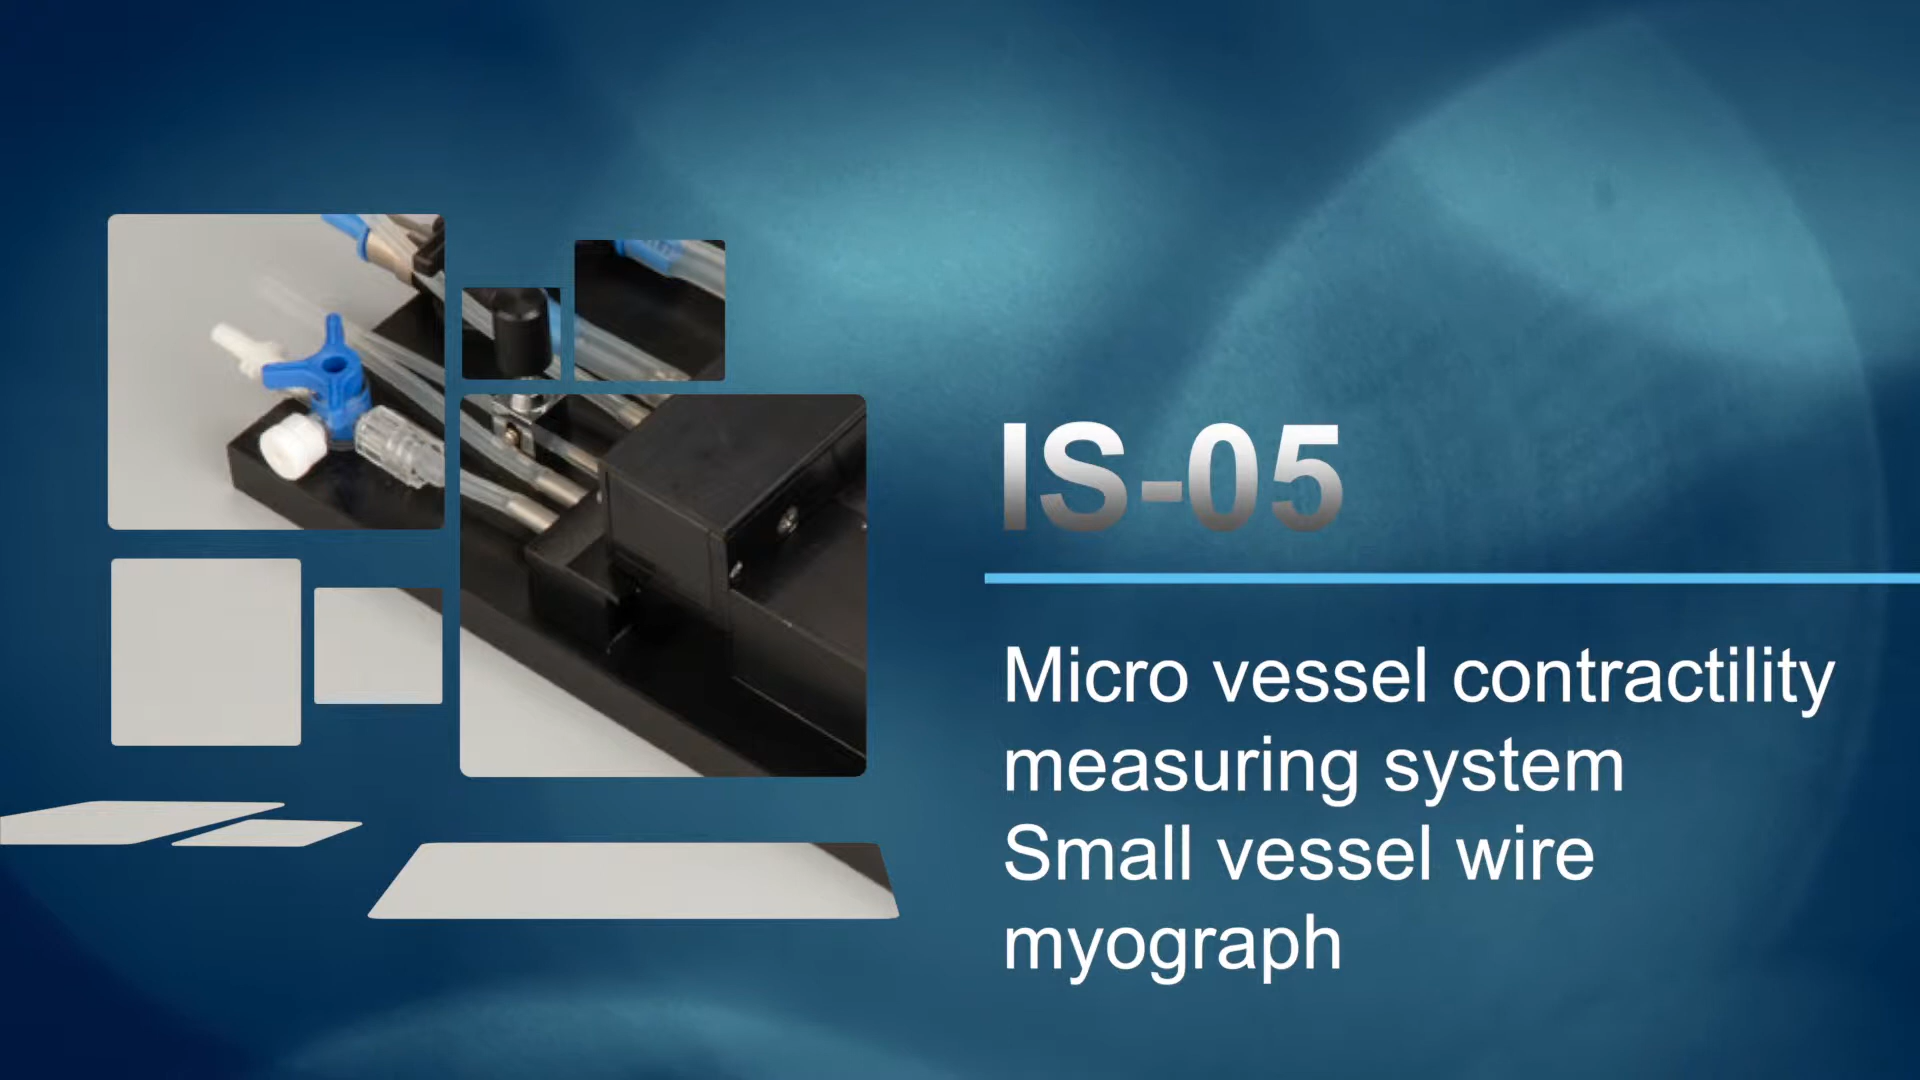 IS-05
Micro vessel contractility
measuring system
Small vessel wire
myograph